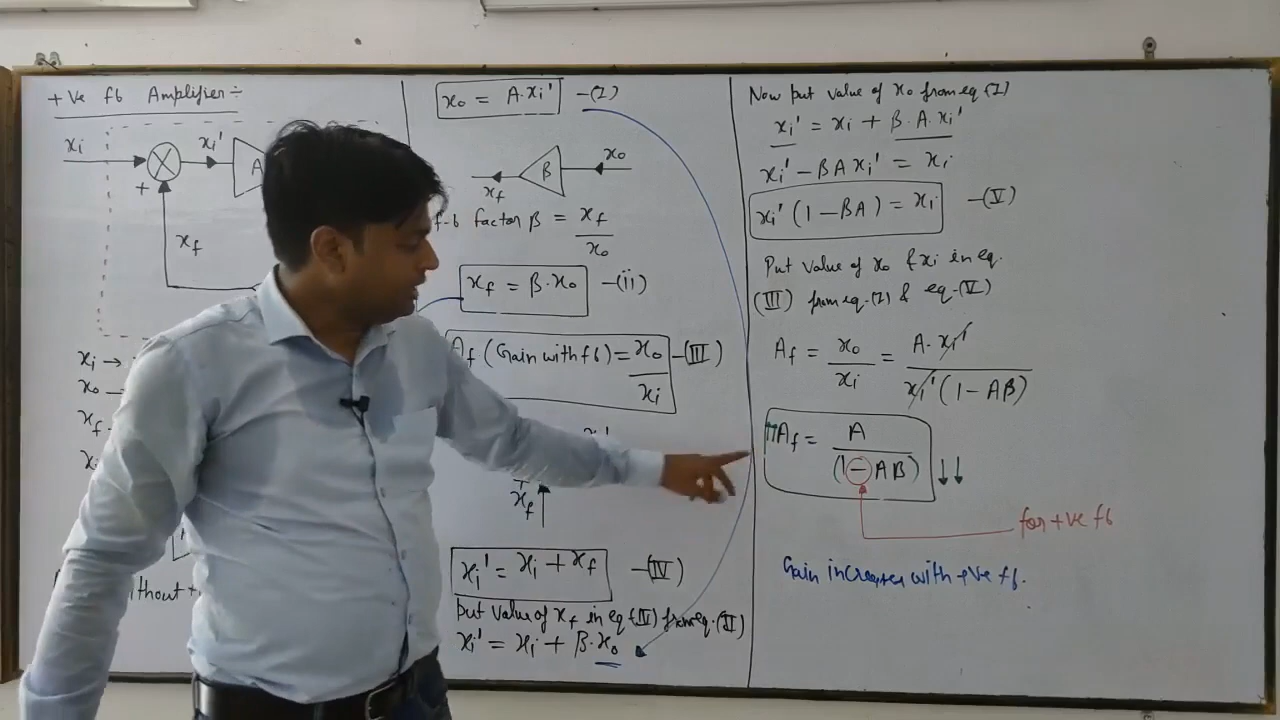 +ve fb Amplifier ÷
xi
xi'
A
+
xf
xi →
xo
xf
without +
xo = A.xi' -(I)
β
xo
xf
f-b factor β = xf / xo
xf = β.xo -(ii)
Af (Gain with fb) = xo / xi -(III)
xi'
+
xf
xi' = xi + xf -(IV)
put value of xf in eq (IV) from eq.(II)
xi' = xi + β.xo
Now put value of xo from eq (I)
xi' = xi + β.A.xi'
xi' - βAxi' = xi
xi' (1 - βA) = xi -(V)
Put value of xo & xi in eq.
(III) from eq.(I) & eq.(V)
Af = xo / xi = A.xi' / xi' (1 - Aβ)
↑↑Af = A / (1 - Aβ) ↓↓
for +ve fb
Gain increases with +ve fb.